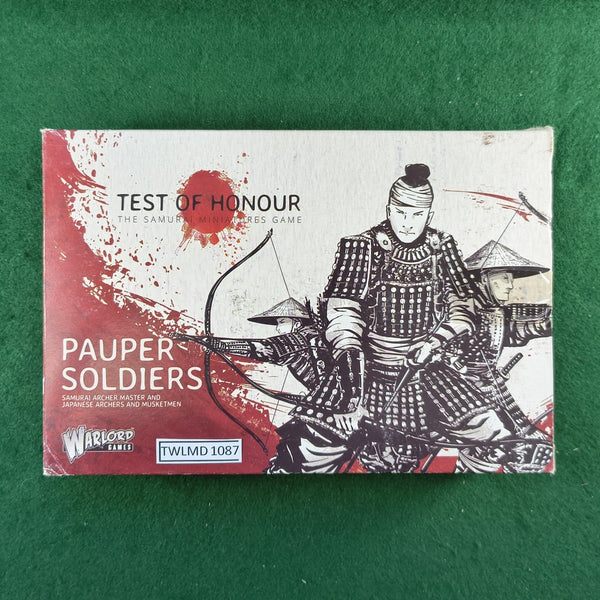 TEST OF HONOUR
THE SAMURAI MINIATURES GAME
PAUPER
SOLDIERS
SAMURAI ARCHER MASTER AND
JAPANESE ARCHERS AND MUSKETMEN
WARLORD
GAMES
TWLMD 1087